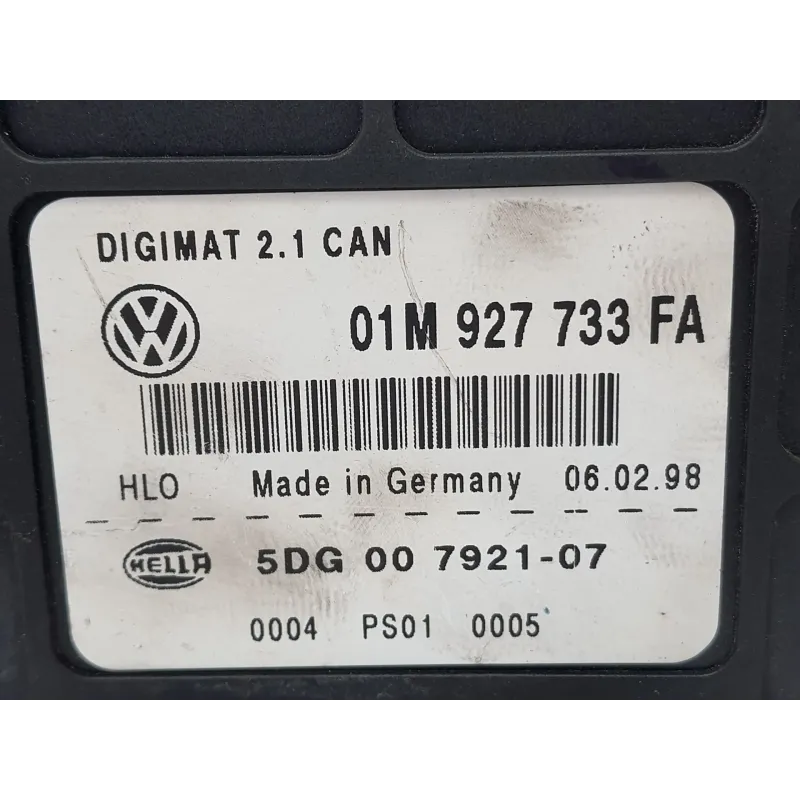 DIGIMAT 2.1 CAN
VW 01M 927 733 FA
HLO Made in Germany 06.02.98
HELLA 5DG 00 7921-07
0004 PS01 0005